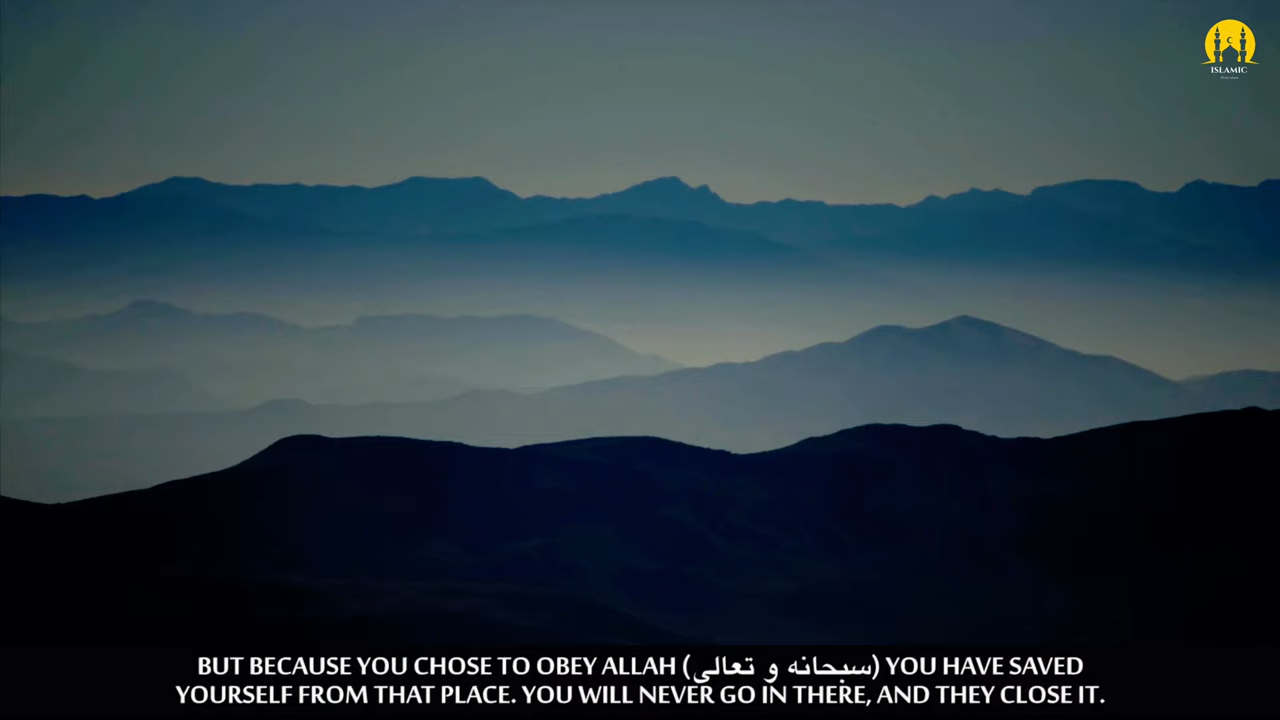 ISLAMIC
BUT BECAUSE YOU CHOSE TO OBEY ALLAH (سبحانه و تعالى) YOU HAVE SAVED
YOURSELF FROM THAT PLACE. YOU WILL NEVER GO IN THERE, AND THEY CLOSE IT.